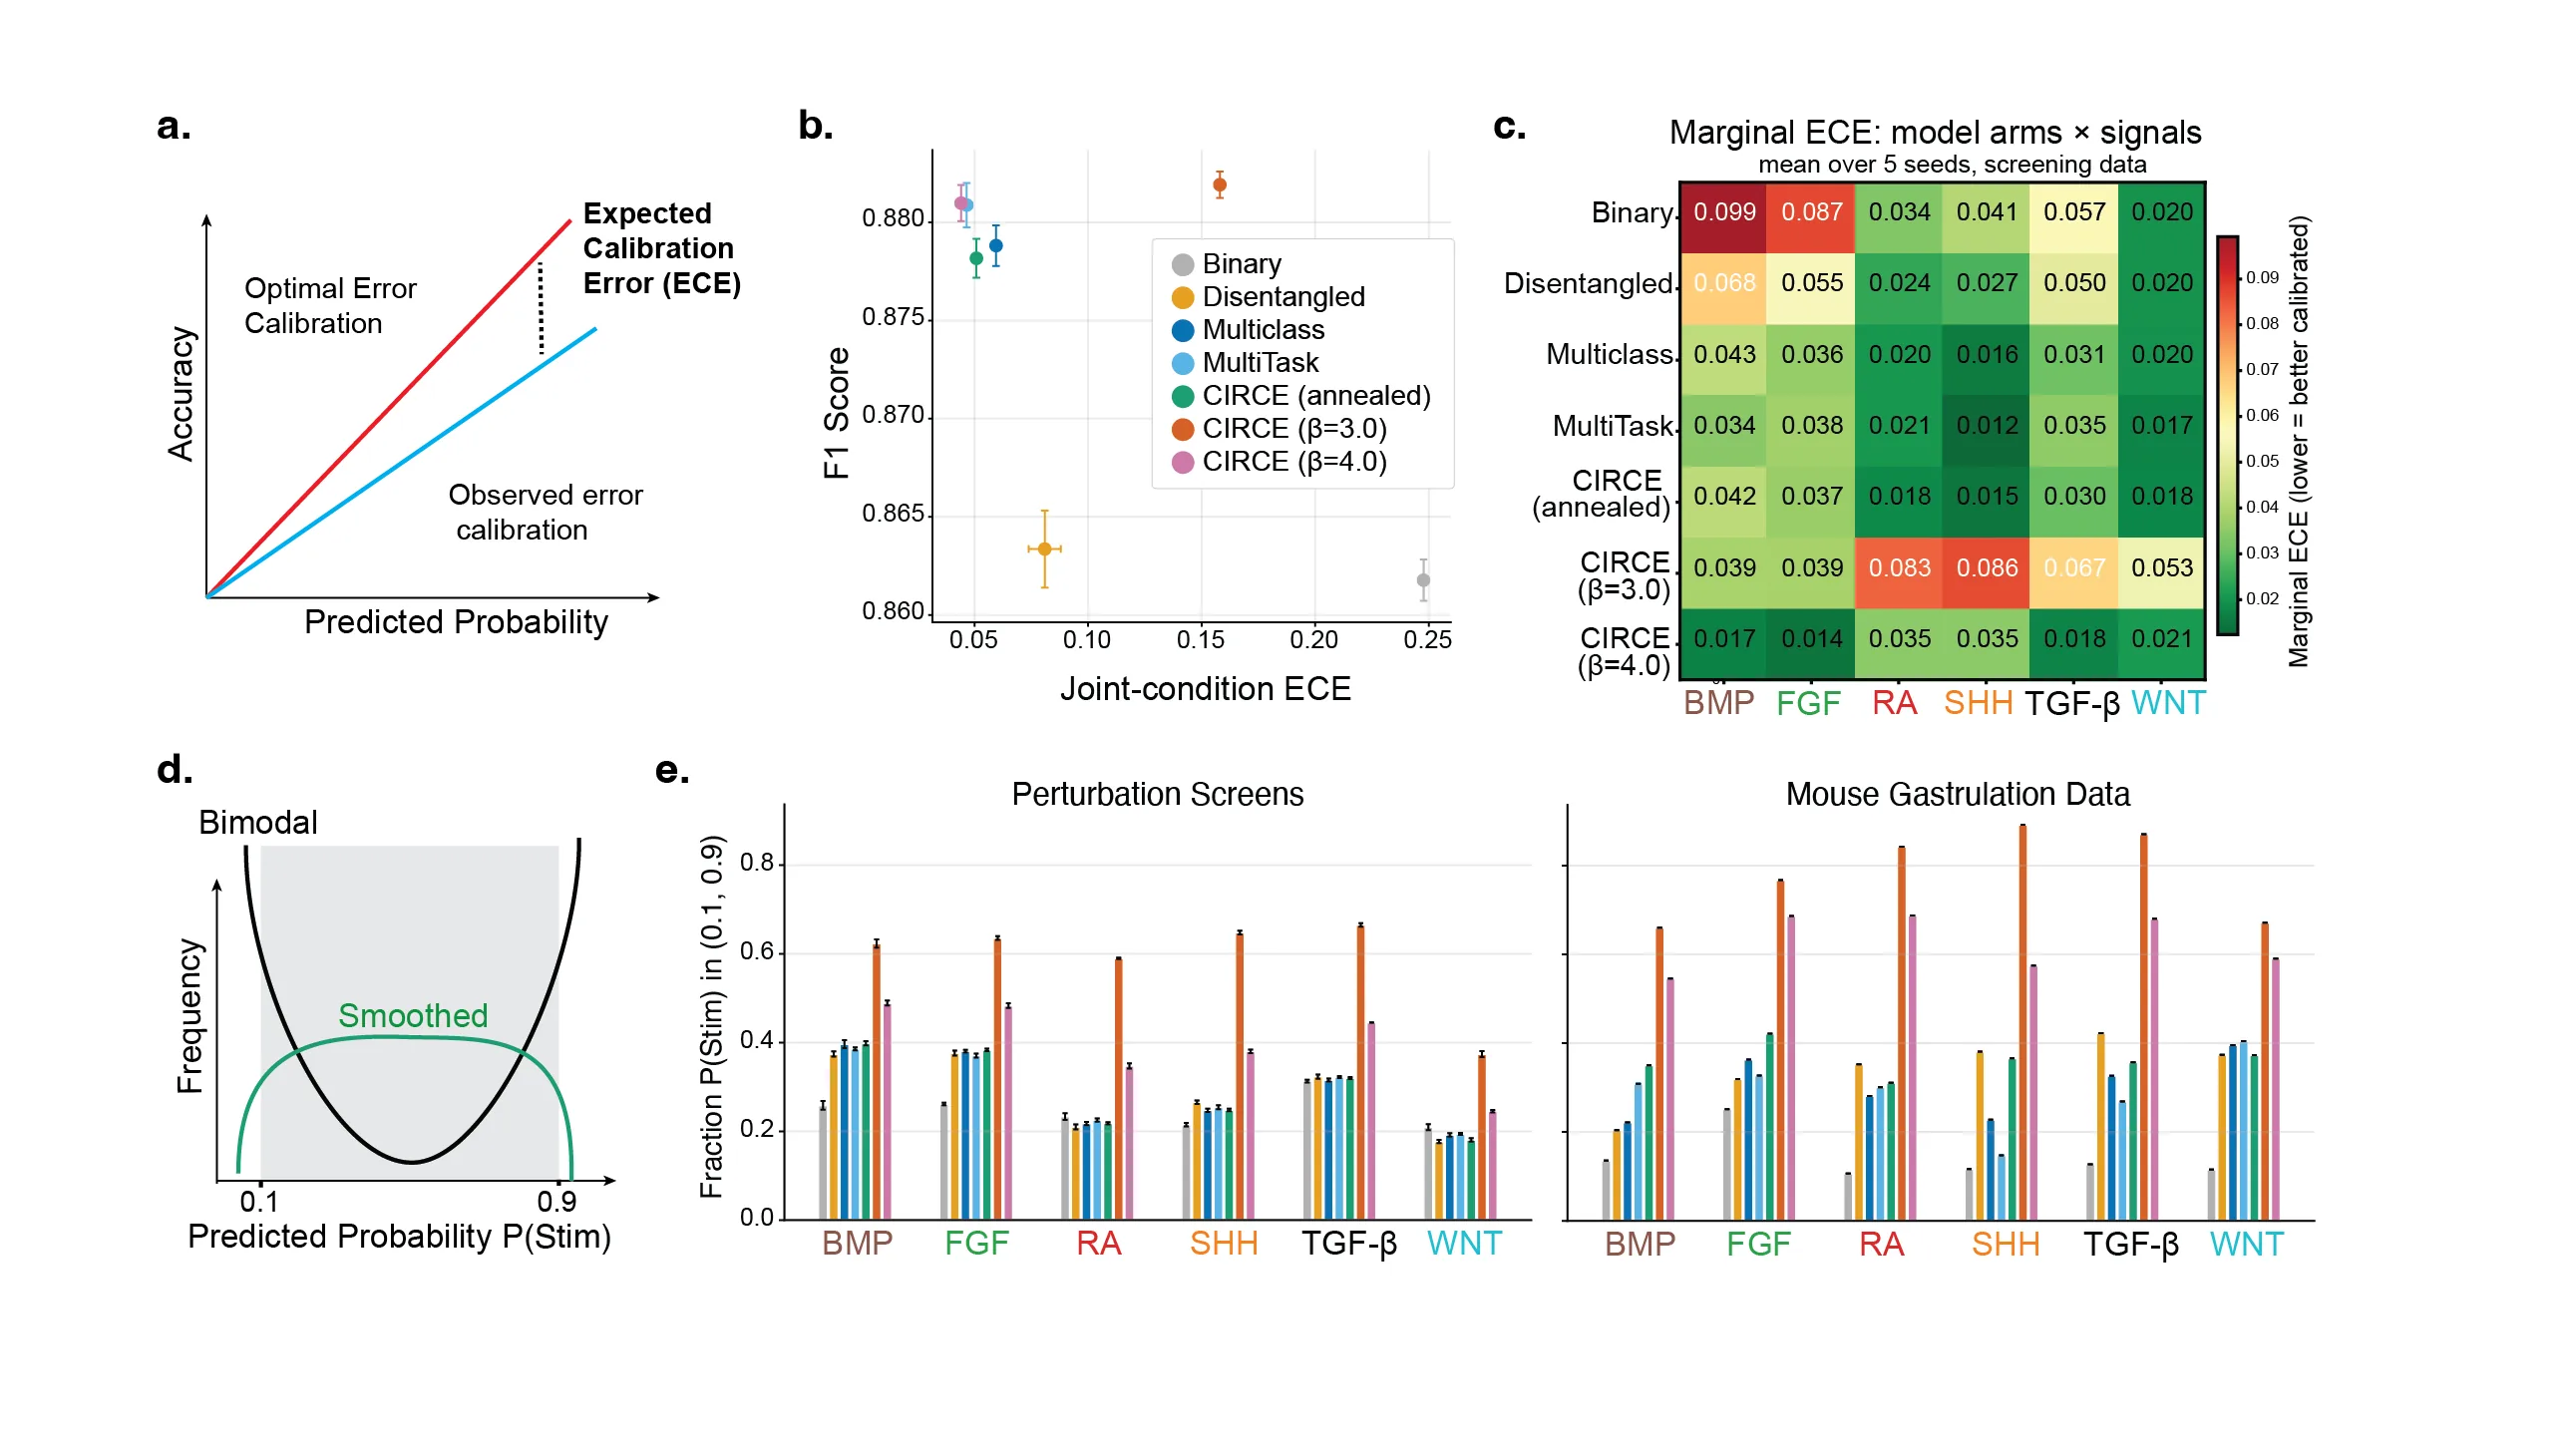 a.
Expected
Calibration
Error (ECE)
Optimal Error
Calibration
Observed error
calibration
Accuracy
Predicted Probability
b.
0.880
0.875
0.870
0.865
0.860
F1 Score
0.05 0.10 0.15 0.20 0.25
Joint-condition ECE
Binary
Disentangled
Multiclass
MultiTask
CIRCE (annealed)
CIRCE (β=3.0)
CIRCE (β=4.0)
c.
Marginal ECE: model arms × signals
mean over 5 seeds, screening data
Binary 0.099 0.087 0.034 0.041 0.057 0.020
Disentangled 0.068 0.055 0.024 0.027 0.050 0.020
Multiclass 0.043 0.036 0.020 0.016 0.031 0.020
MultiTask 0.034 0.038 0.021 0.012 0.035 0.017
CIRCE
(annealed) 0.042 0.037 0.018 0.015 0.030 0.018
CIRCE
(β=3.0) 0.039 0.039 0.083 0.086 0.067 0.053
CIRCE
(β=4.0) 0.017 0.014 0.035 0.035 0.018 0.021
BMP FGF RA SHH TGF-β WNT
0.09
0.08
0.07
0.06
0.05
0.04
0.03
0.02
Marginal ECE (lower = better calibrated)
d.
Bimodal
Smoothed
Frequency
0.1 0.9
Predicted Probability P(Stim)
e.
Perturbation Screens
Fraction P(Stim) in (0.1, 0.9)
0.8
0.6
0.4
0.2
0.0
BMP FGF RA SHH TGF-β WNT
Mouse Gastrulation Data
BMP FGF RA SHH TGF-β WNT